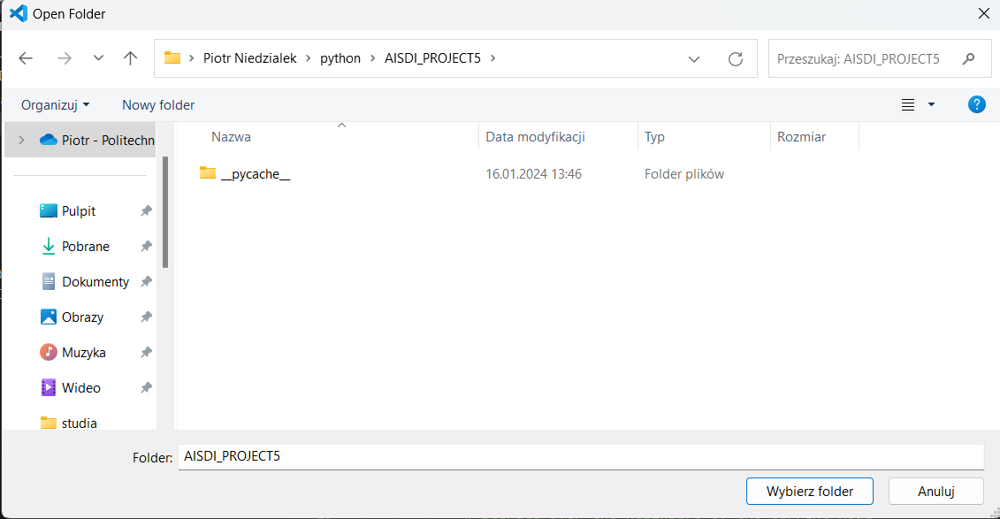 Open Folder
Piotr Niedzialek python AISDI_PROJECT5
Przeszukaj: AISDI_PROJECT5
Organizuj Nowy folder
Nazwa Data modyfikacji Typ Rozmiar
__pycache__ 16.01.2024 13:46 Folder plików
Piotr - Politechn
Pulpit
Pobrane
Dokumenty
Obrazy
Muzyka
Wideo
studia
Folder: AISDI_PROJECT5
Wybierz folder Anuluj